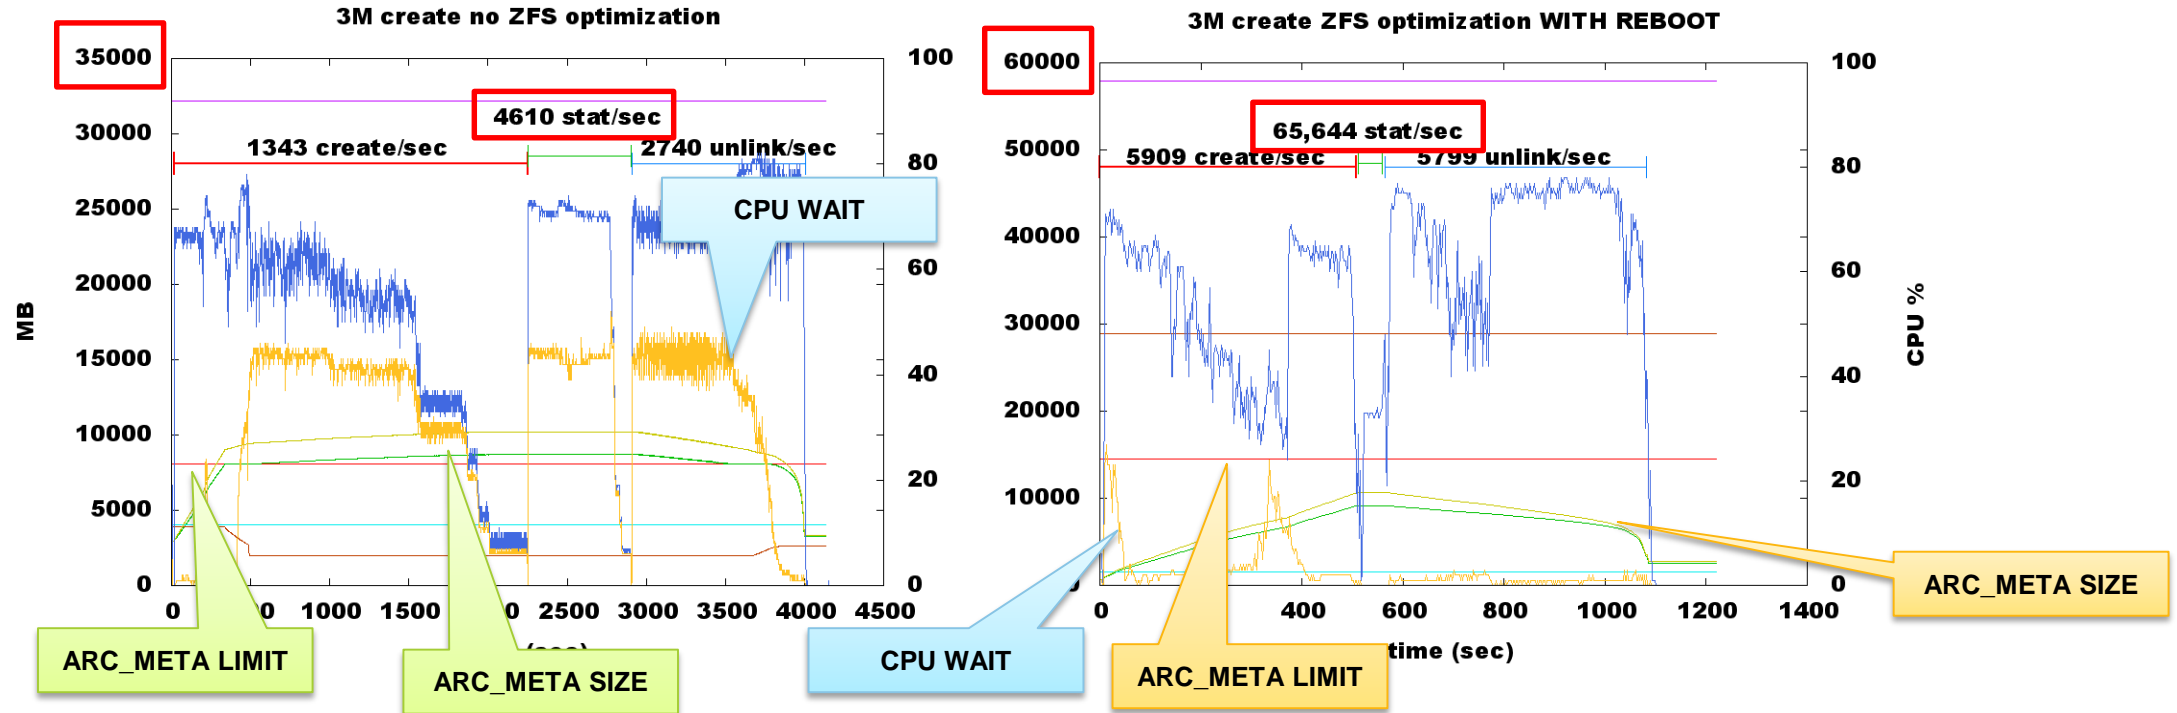 3M create no ZFS optimization
35000
30000
25000
20000
15000
10000
5000
0
MB
100
80
60
40
20
0
4610 stat/sec
1343 create/sec
2740 unlink/sec
CPU WAIT
0
1000
1500
2500
3000
3500
4000
4500
ARC_META LIMIT
ARC_META SIZE
3M create ZFS optimization WITH REBOOT
60000
50000
40000
30000
20000
10000
100
80
60
40
20
0
CPU %
65,644 stat/sec
5909 create/sec
5799 unlink/sec
0
400
600
800
1000
1200
1400
time (sec)
CPU WAIT
ARC_META LIMIT
ARC_META SIZE